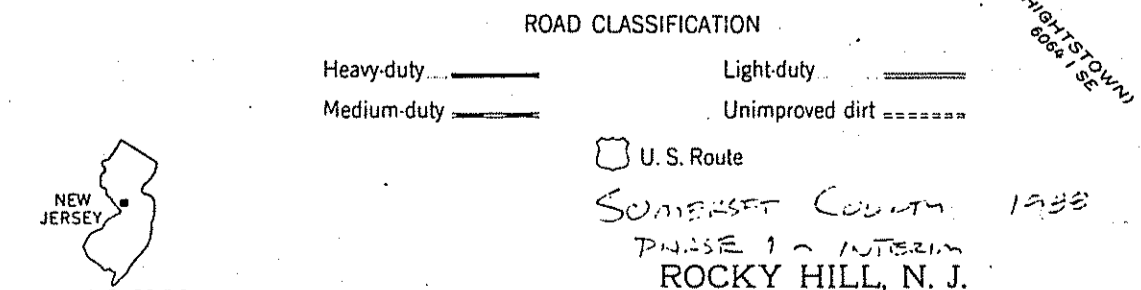 ROAD CLASSIFICATION
Heavy-duty Light-duty
Medium-duty Unimproved dirt
U. S. Route
NEW
JERSEY
SOMERSET COUNTY 1988
PHASE 1 - INTERIM
ROCKY HILL, N. J.
HIGHTSTOWN)
6064 I SE